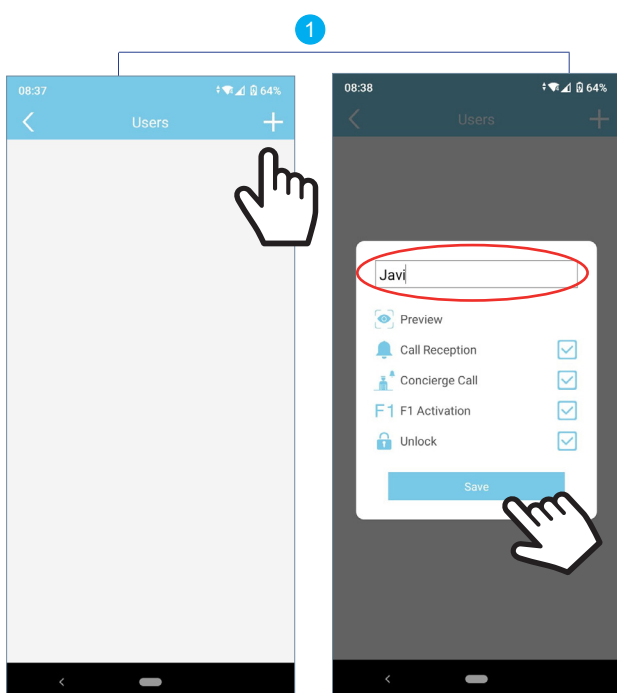 1
08:37
64%
Users
08:38
64%
Users
Javi
Preview
Call Reception
Concierge Call
F1 F1 Activation
Unlock
Save